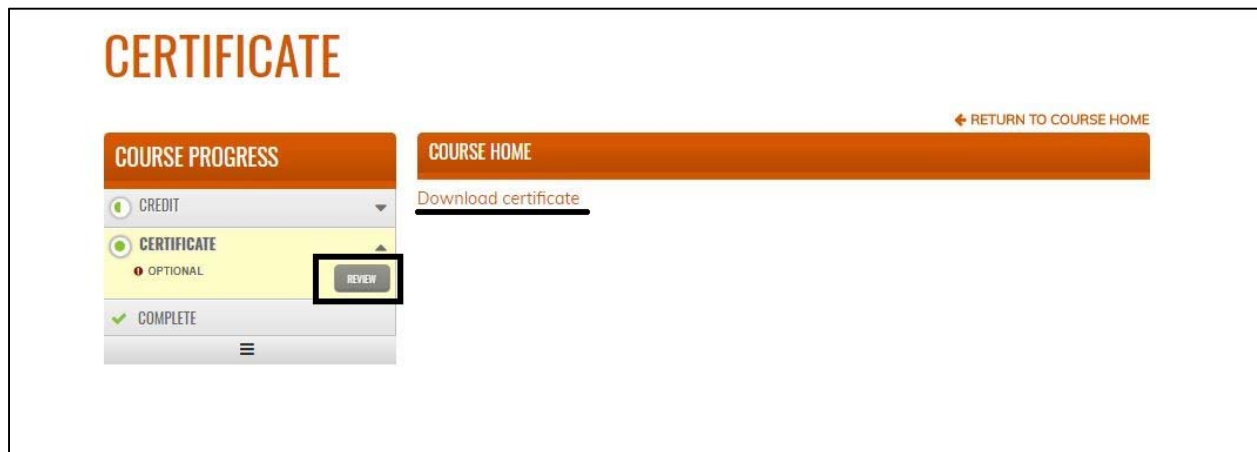 CERTIFICATE
RETURN TO COURSE HOME
COURSE PROGRESS
CREDIT
CERTIFICATE
OPTIONAL
REVIEW
COMPLETE
COURSE HOME
Download certificate